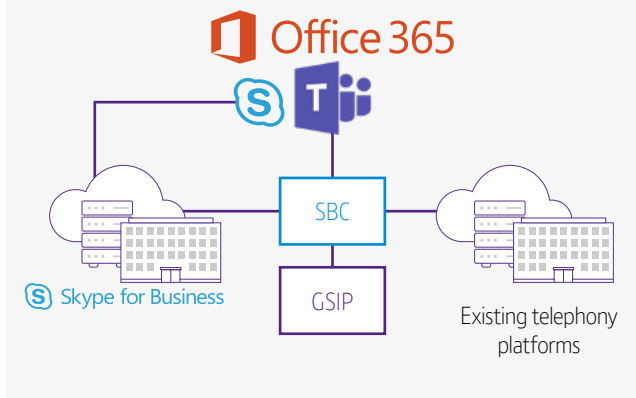 Office 365
S T
SBC
S Skype for Business
GSIP
Existing telephony
platforms